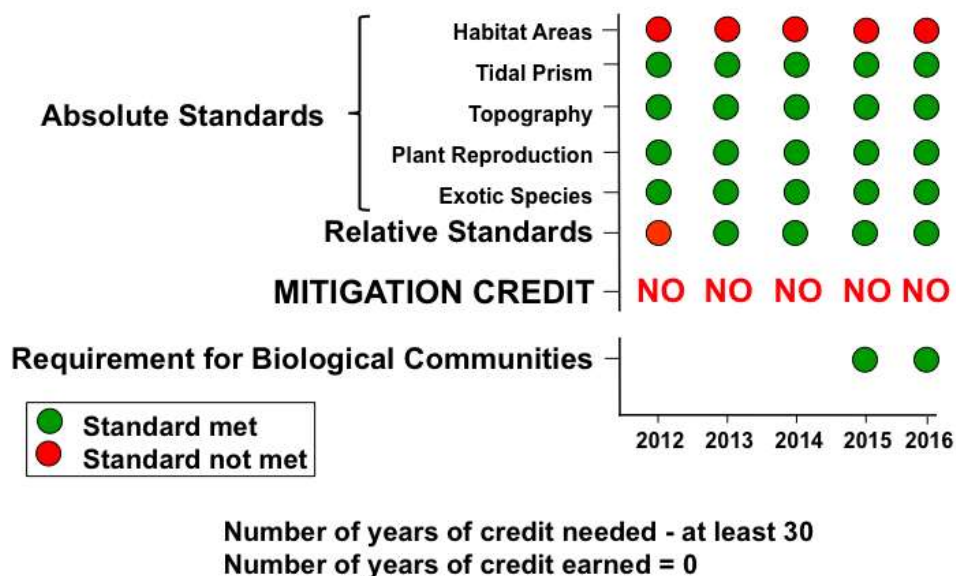 Habitat Areas
Tidal Prism
Absolute Standards
Topography
Plant Reproduction
Exotic Species
Relative Standards
MITIGATION CREDIT NO NO NO NO NO
Requirement for Biological Communities
Standard met
Standard not met
2012 2013 2014 2015 2016
Number of years of credit needed - at least 30
Number of years of credit earned = 0